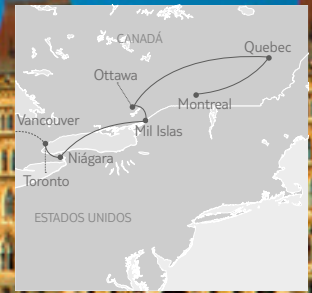 CANADÁ
Quebec
Ottawa
Montreal
Vancouver
Mil Islas
Niágara
Toronto
ESTADOS UNIDOS